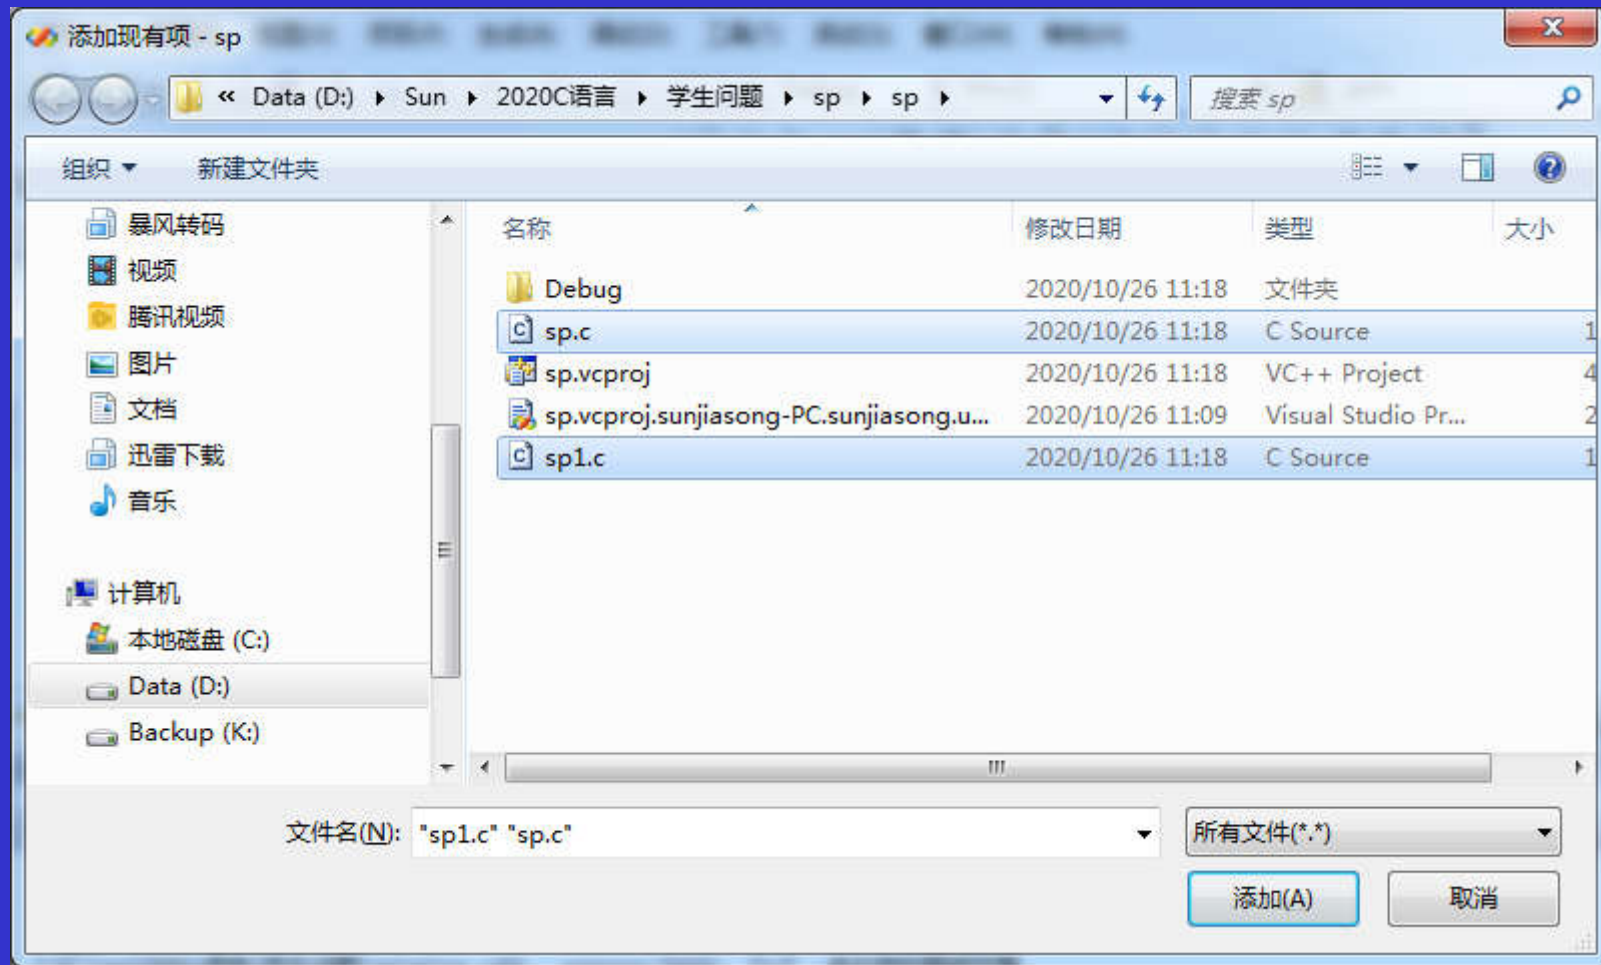 添加现有项 - sp
« Data (D:) Sun 2020C语言 学生问题 sp sp
搜索 sp
组织 新建文件夹
名称 修改日期 类型 大小
暴风转码
视频
腾讯视频
图片
文档
迅雷下载
音乐
计算机
本地磁盘 (C:)
Data (D:)
Backup (K:)
Debug 2020/10/26 11:18 文件夹
sp.c 2020/10/26 11:18 C Source 1
sp.vcproj 2020/10/26 11:18 VC++ Project 4
sp.vcproj.sunjiasong-PC.sunjiasong.u... 2020/10/26 11:09 Visual Studio Pr... 2
sp1.c 2020/10/26 11:18 C Source 1
文件名(N): "sp1.c" "sp.c" 所有文件(*.*)
添加(A) 取消